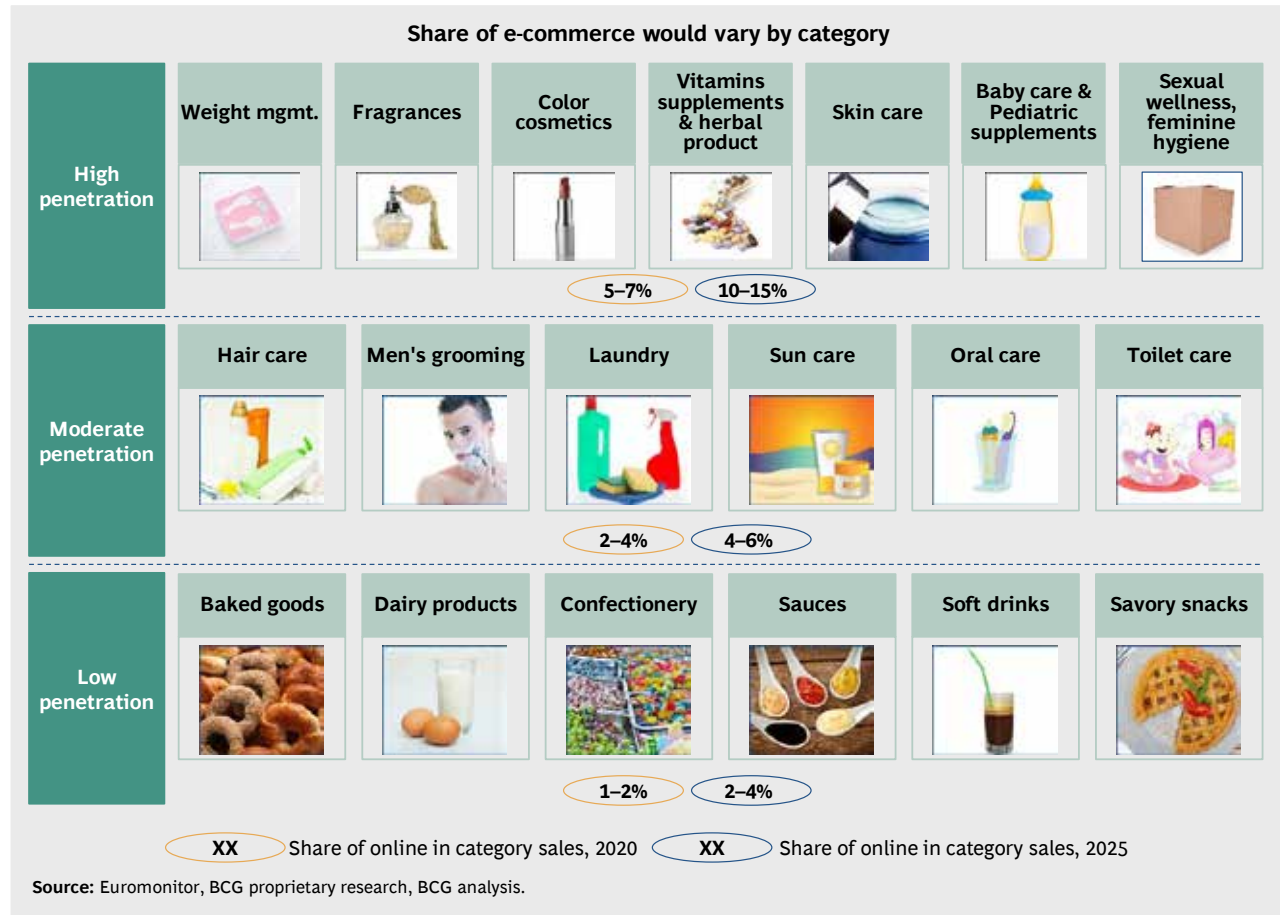 Share of e-commerce would vary by category
High
penetration
Weight mgmt.
Fragrances
Color
cosmetics
Vitamins
supplements
& herbal
product
Skin care
Baby care &
Pediatric
supplements
Sexual
wellness,
feminine
hygiene
5–7%
10–15%
Moderate
penetration
Hair care
Men's grooming
Laundry
Sun care
Oral care
Toilet care
2–4%
4–6%
Low
penetration
Baked goods
Dairy products
Confectionery
Sauces
Soft drinks
Savory snacks
1–2%
2–4%
XX Share of online in category sales, 2020
XX Share of online in category sales, 2025
Source: Euromonitor, BCG proprietary research, BCG analysis.